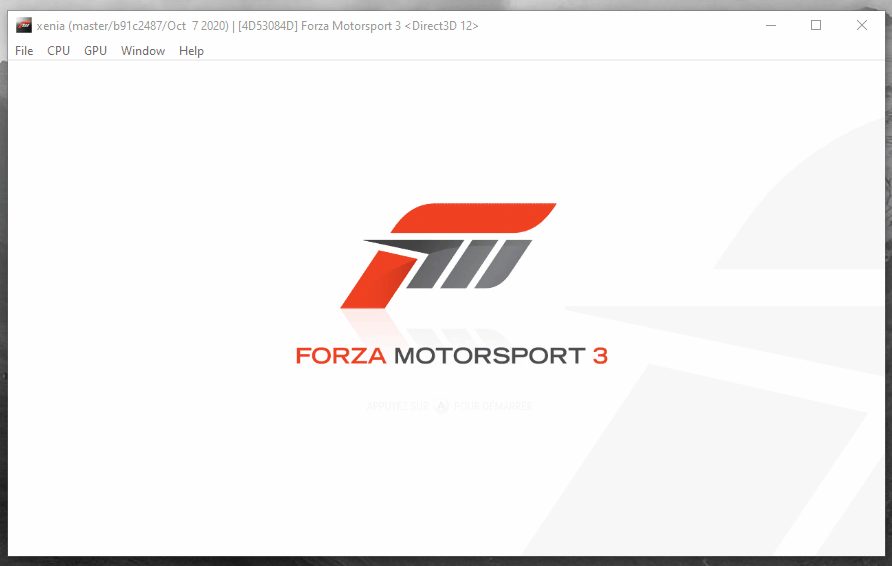 xenia (master/b91c2487/Oct 7 2020) | [4D53084D] Forza Motorsport 3 <Direct3D 12>
File CPU GPU Window Help
FORZA MOTORSPORT 3
APPUYEZ SUR A POUR DÉMARRER